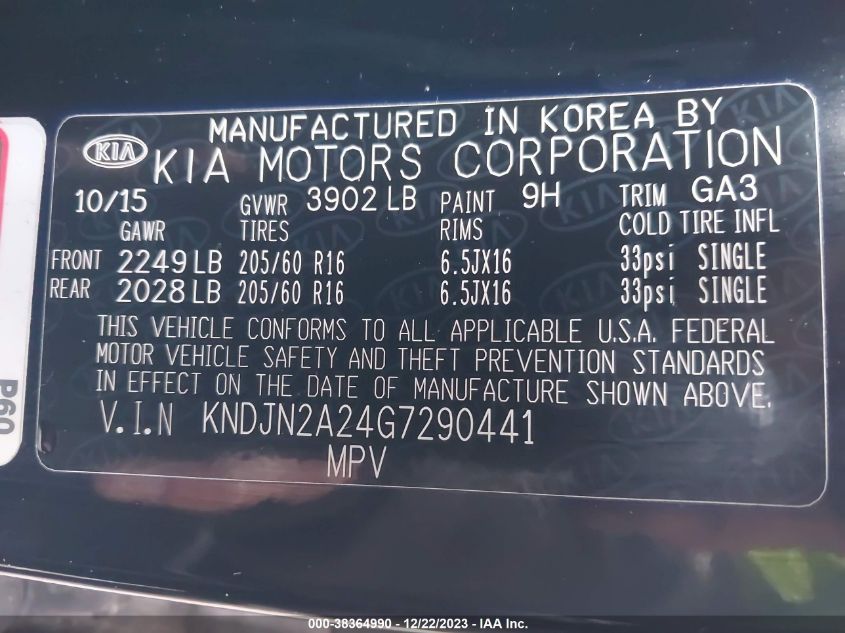 MANUFACTURED IN KOREA BY
KIA KIA MOTORS CORPORATION
10/15 GVWR 3902 LB PAINT 9H TRIM GA3
GAWR TIRES RIMS COLD TIRE INFL
FRONT 2249 LB 205/60 R16 6.5JX16 33psi SINGLE
REAR 2028 LB 205/60 R16 6.5JX16 33psi SINGLE
THIS VEHICLE CONFORMS TO ALL APPLICABLE U.S.A. FEDERAL
MOTOR VEHICLE SAFETY AND THEFT PREVENTION STANDARDS
IN EFFECT ON THE DATE OF MANUFACTURE SHOWN ABOVE.
V.I.N KNDJN2A24G7290441
MPV
P60
000-38364990 - 12/22/2023 - IAA Inc.